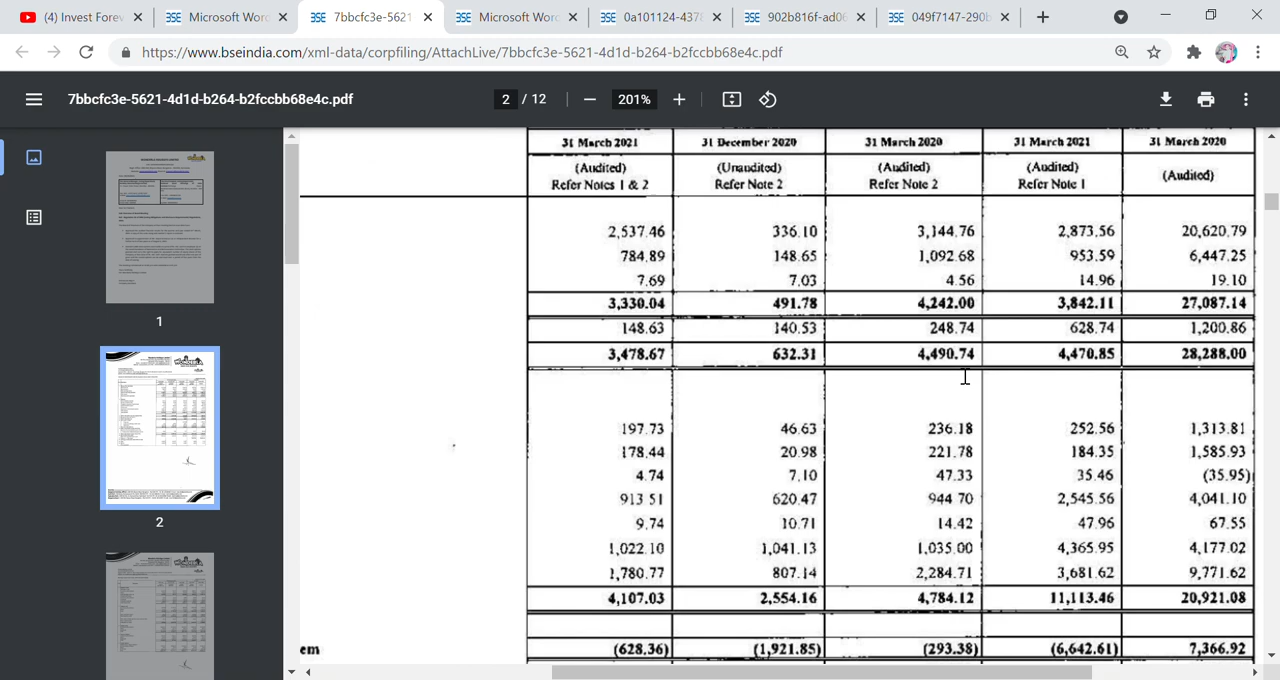 (4) Invest Forev
Microsoft Word
7bbcfc3e-5621
Microsoft Word
0a101124-437
902b816f-ad06
049f7147-290b
https://www.bseindia.com/xml-data/corpfiling/AttachLive/7bbcfc3e-5621-4d1d-b264-b2fccbb68e4c.pdf
7bbcfc3e-5621-4d1d-b264-b2fccbb68e4c.pdf
2 / 12
201%
1
2
31 March 2021 31 December 2020 31 March 2020 31 March 2021 31 March 2020
(Audited) (Unaudited) (Audited) (Audited) (Audited)
Refer Notes 1 & 2 Refer Note 2 Refer Note 2 Refer Note 1
2,537.46 336.10 3,144.76 2,873.56 20,620.79
784.89 148.65 1,092.68 953.59 6,447.25
7.69 7.03 4.56 14.96 19.10
3,330.04 491.78 4,242.00 3,842.11 27,087.14
148.63 140.53 248.74 628.74 1,200.86
3,478.67 632.31 4,490.74 4,470.85 28,288.00
197.73 46.63 236.18 252.56 1,313.81
178.44 20.98 221.78 184.35 1,585.93
4.74 7.10 47.33 35.46 (35.95)
913 51 620.47 944 70 2,545.56 4,041.10
9.74 10.71 14.42 47.96 67.55
1,022.10 1,041.13 1,035.00 4,365.95 4,177.02
1,780.77 807.14 2,284.71 3,681.62 9,771.62
4,107.03 2,554.16 4,784.12 11,113.46 20,921.08
em (628.36) (1,921.85) (293.38) (6,642.61) 7,366.92